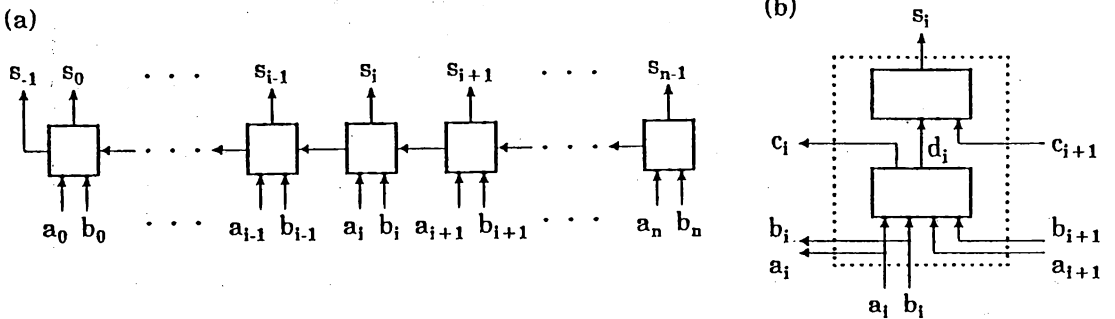 (a)
s₋₁ s₀ · · · sᵢ₋₁ sᵢ sᵢ₊₁ · · · sₙ₋₁
· · · · · ·
a₀ b₀ · · · aᵢ₋₁ bᵢ₋₁ aᵢ bᵢ aᵢ₊₁ bᵢ₊₁ · · · aₙ bₙ
(b)
sᵢ
cᵢ dᵢ cᵢ₊₁
bᵢ bᵢ₊₁
aᵢ aᵢ₊₁
aᵢ bᵢ